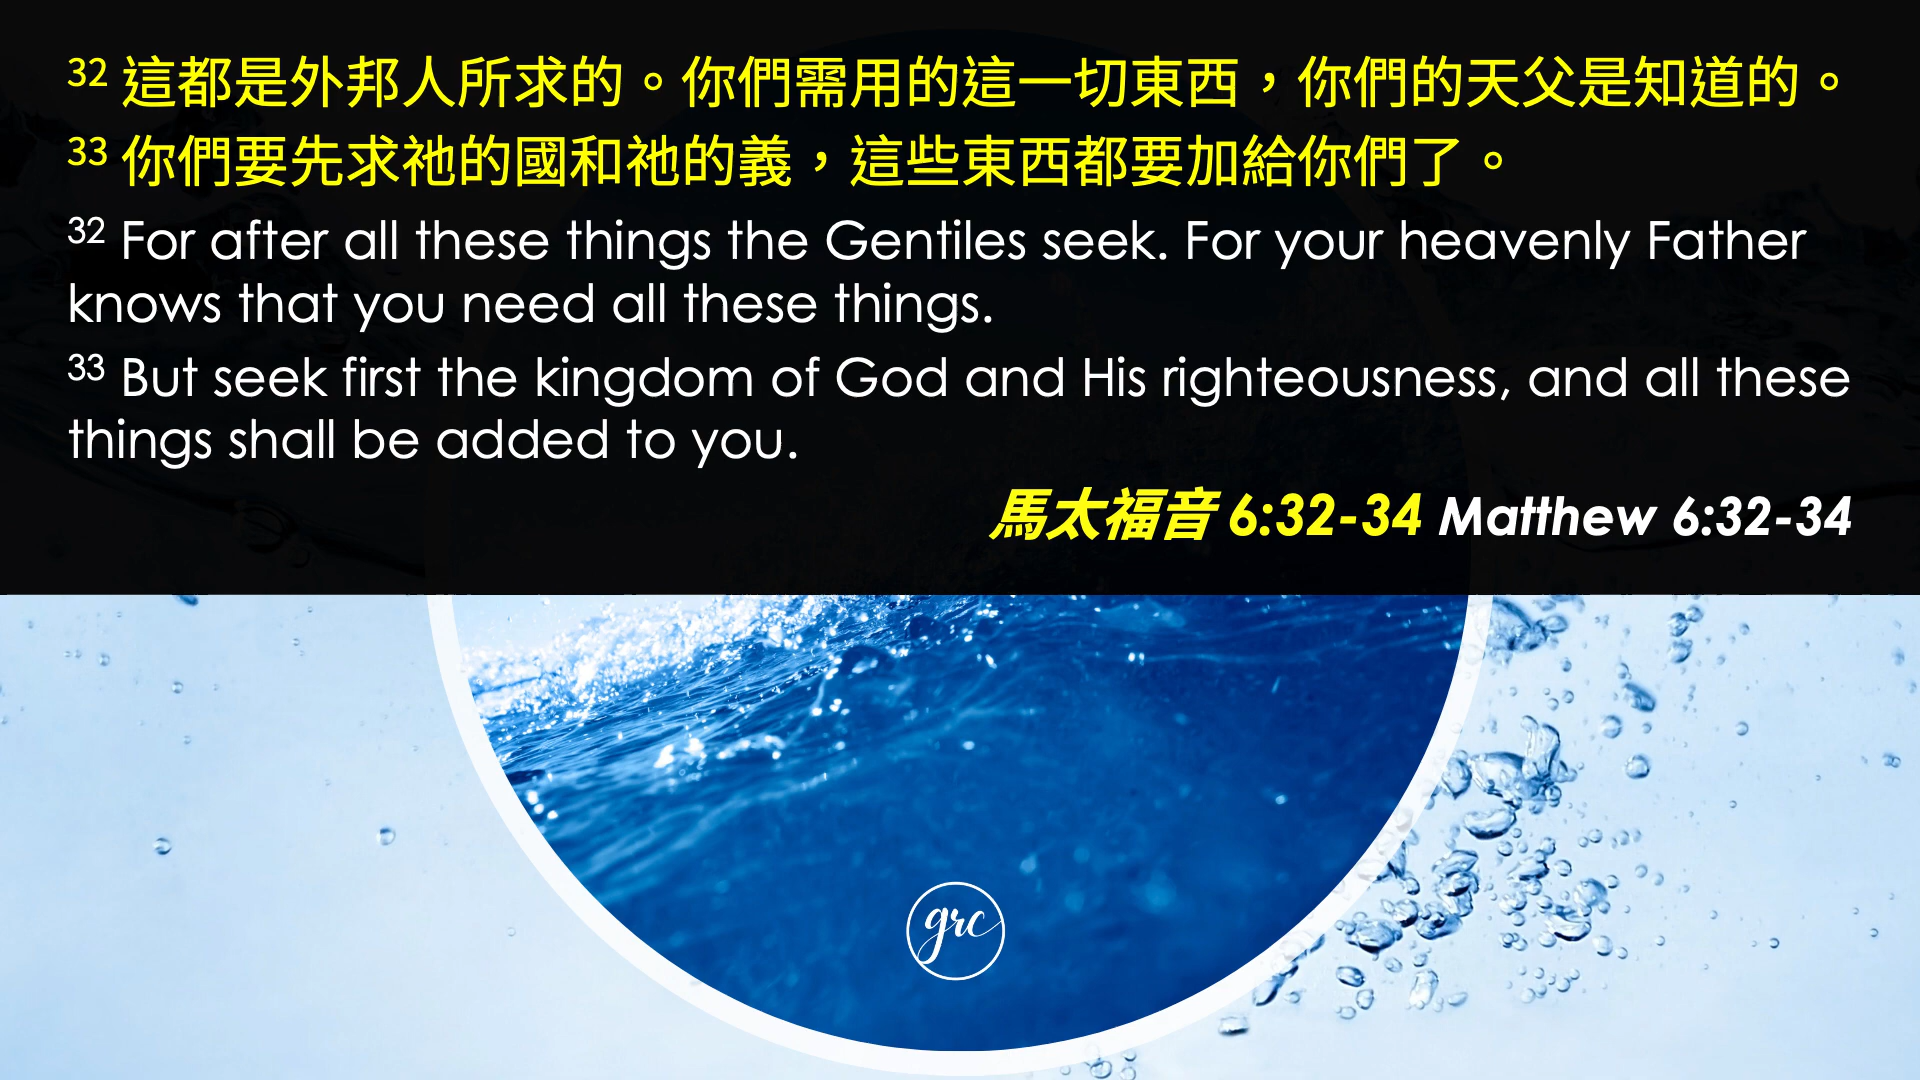 32 這都是外邦人所求的。你們需用的這一切東西，你們的天父是知道的。
33 你們要先求祂的國和祂的義，這些東西都要加給你們了。
32 For after all these things the Gentiles seek. For your heavenly Father
knows that you need all these things.
33 But seek first the kingdom of God and His righteousness, and all these
things shall be added to you.
馬太福音 6:32-34 Matthew 6:32-34
grc